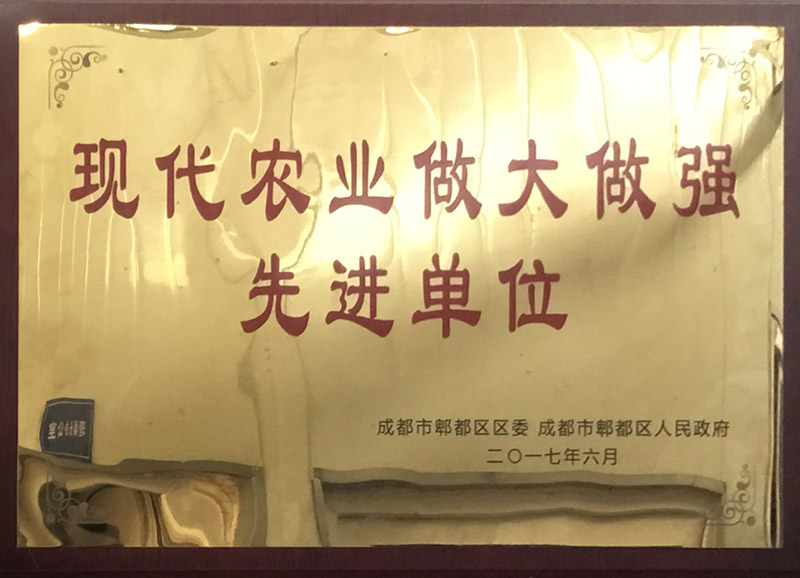 现代农业做大做强
先进单位
成都市郫都区区委 成都市郫都区人民政府
二〇一七年六月